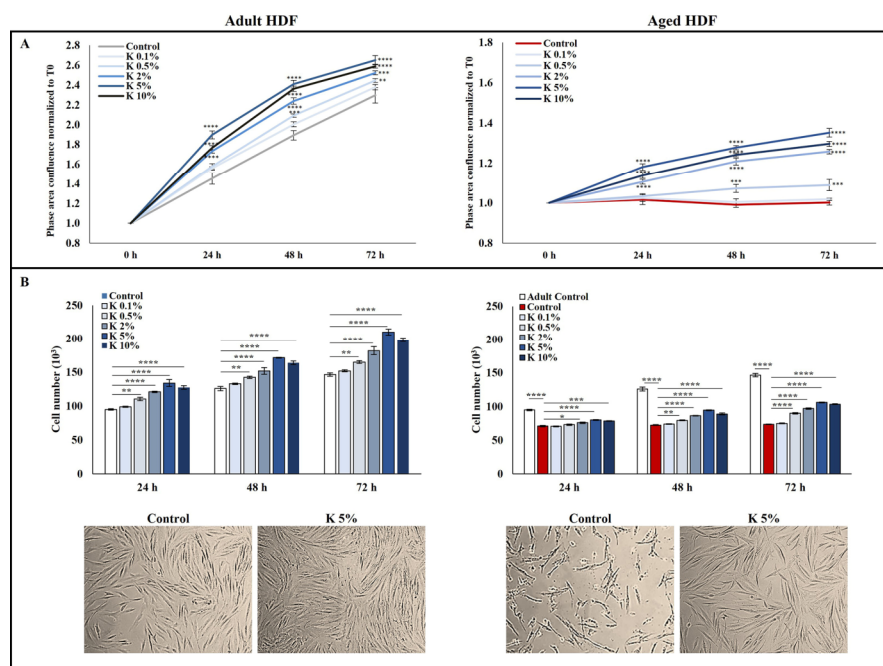 Adult HDF
Aged HDF
A
Phase area confluence normalized to T0
2.8
2.6
2.4
2.2
2.0
1.8
1.6
1.4
1.2
1.0
0.8
Control
K 0.1%
K 0.5%
K 2%
K 5%
K 10%
****
****
****
****
****
****
***
****
****
***
**
0 h
24 h
48 h
72 h
Phase area confluence normalized to T0
1.8
1.6
1.4
1.2
1.0
0.8
Control
K 0.1%
K 0.5%
K 2%
K 5%
K 10%
****
****
****
****
****
****
***
****
****
****
***
0 h
24 h
48 h
72 h
B
Cell number (10³)
250
200
150
100
50
0
Control
K 0.1%
K 0.5%
K 2%
K 5%
K 10%
****
****
****
**
****
****
****
**
****
****
****
**
24 h
48 h
72 h
Cell number (10³)
250
200
150
100
50
0
Adult Control
Control
K 0.1%
K 0.5%
K 2%
K 5%
K 10%
****
***
****
*
****
****
****
****
**
****
****
****
****
****
24 h
48 h
72 h
Control
K 5%
Control
K 5%